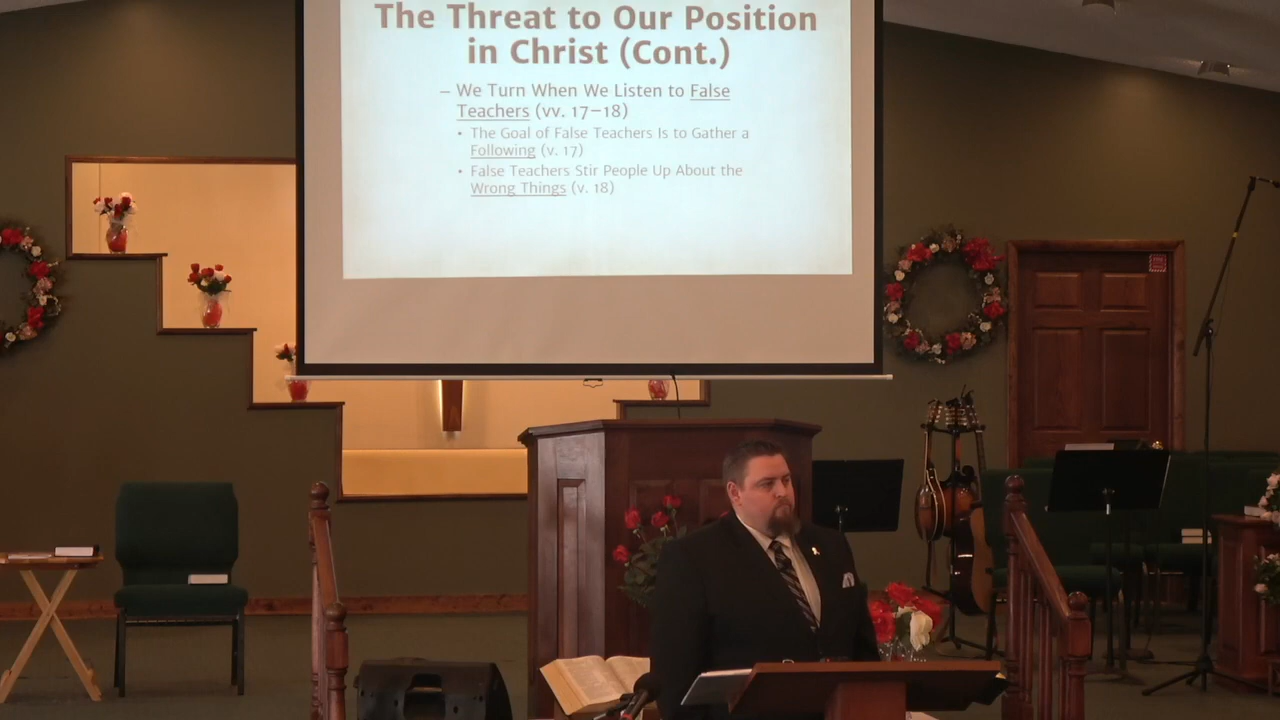 The Threat to Our Position
in Christ (Cont.)
– We Turn When We Listen to False
Teachers (vv. 17–18)
• The Goal of False Teachers Is to Gather a
Following (v. 17)
• False Teachers Stir People Up About the
Wrong Things (v. 18)